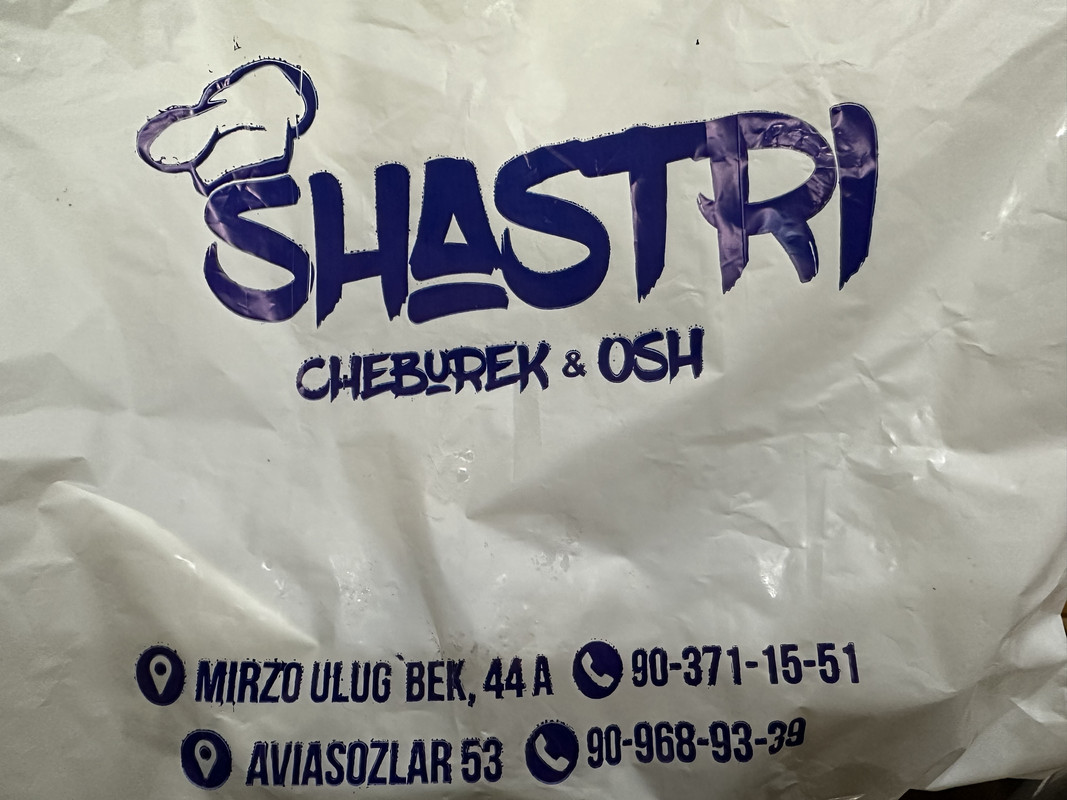 SHASTRI
CHEBUREK & OSH
MIRZO ULUG`BEK, 44 A 90-371-15-51
AVIASOZLAR 53 90-968-93-39